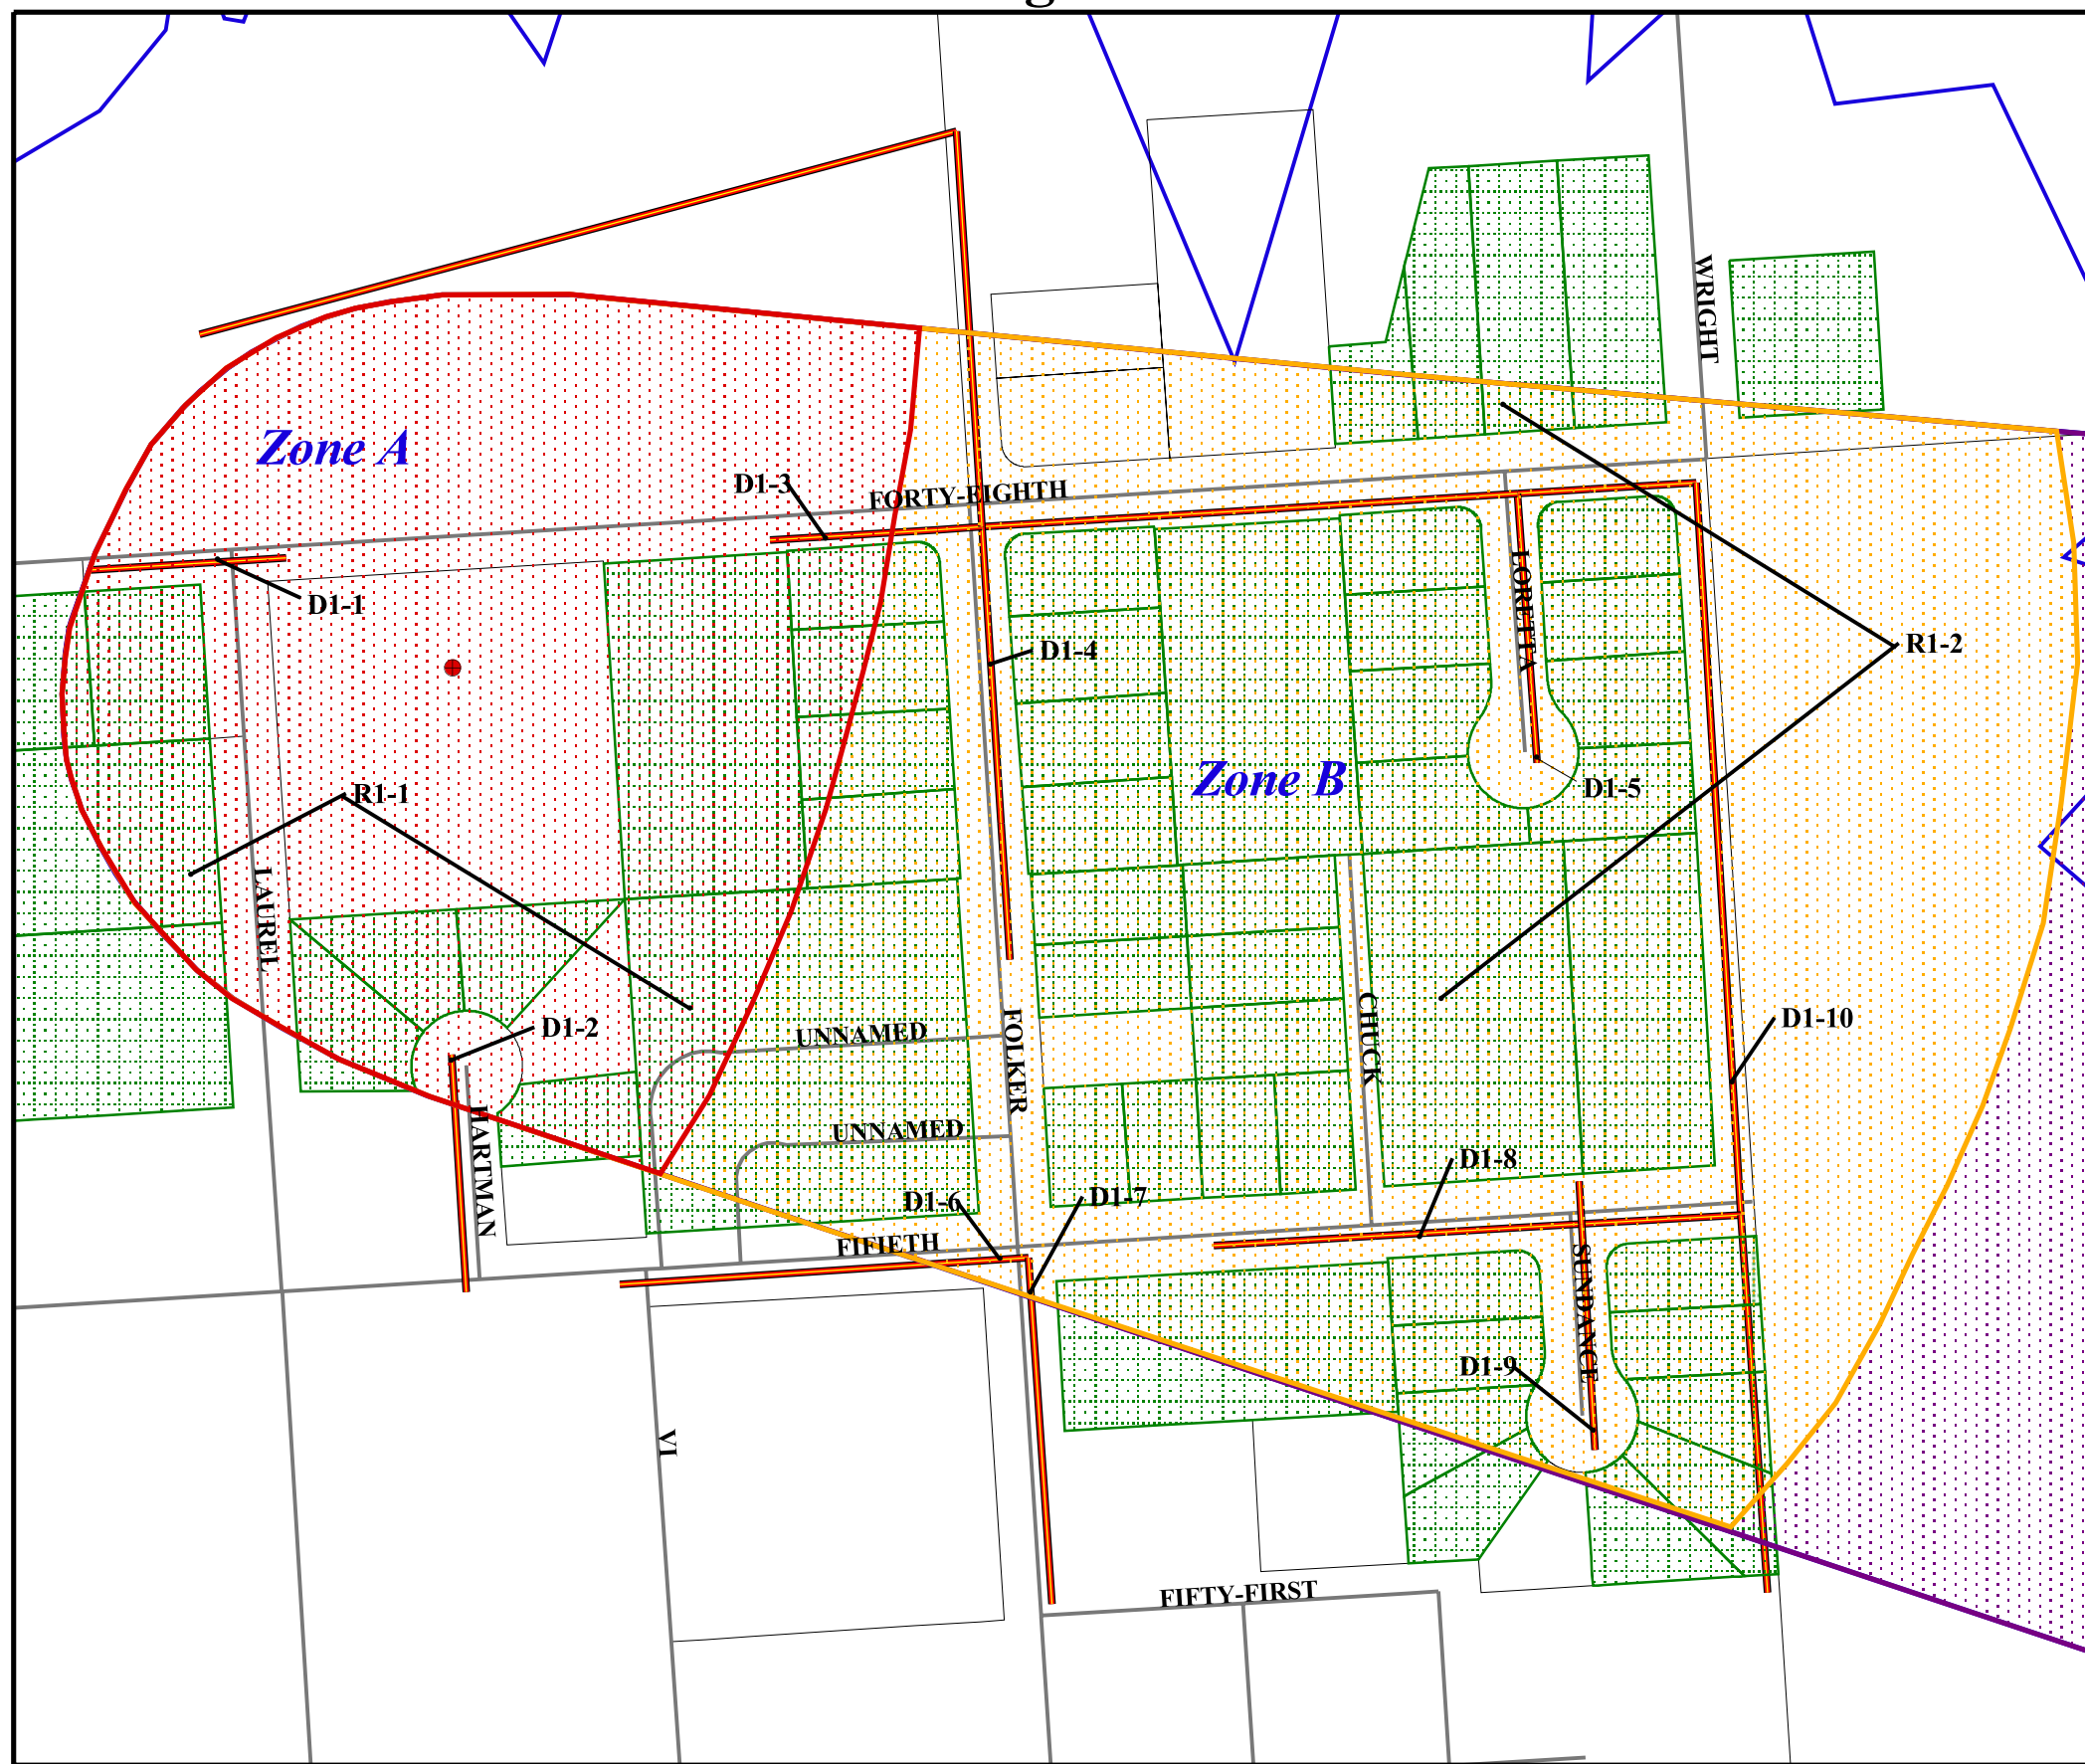 WRIGHT
Zone A
D1-3
FORTY-EIGHTH
D1-1
LORETTA
D1-4
R1-2
Zone B
D1-5
R1-1
LAUREL
D1-2
UNNAMED
FOLKER
CHUCK
D1-10
HARTMAN
UNNAMED
D1-8
D1-6
D1-7
FIFIETH
SUNDANCE
D1-9
VI
FIFTY-FIRST